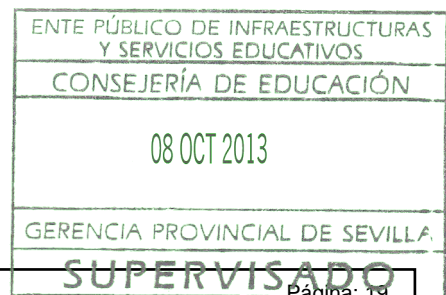 ENTE PÚBLICO DE INFRAESTRUCTURAS
Y SERVICIOS EDUCATIVOS
CONSEJERÍA DE EDUCACIÓN
08 OCT 2013
GERENCIA PROVINCIAL DE SEVILLA
SUPERVISADO
Página: 19